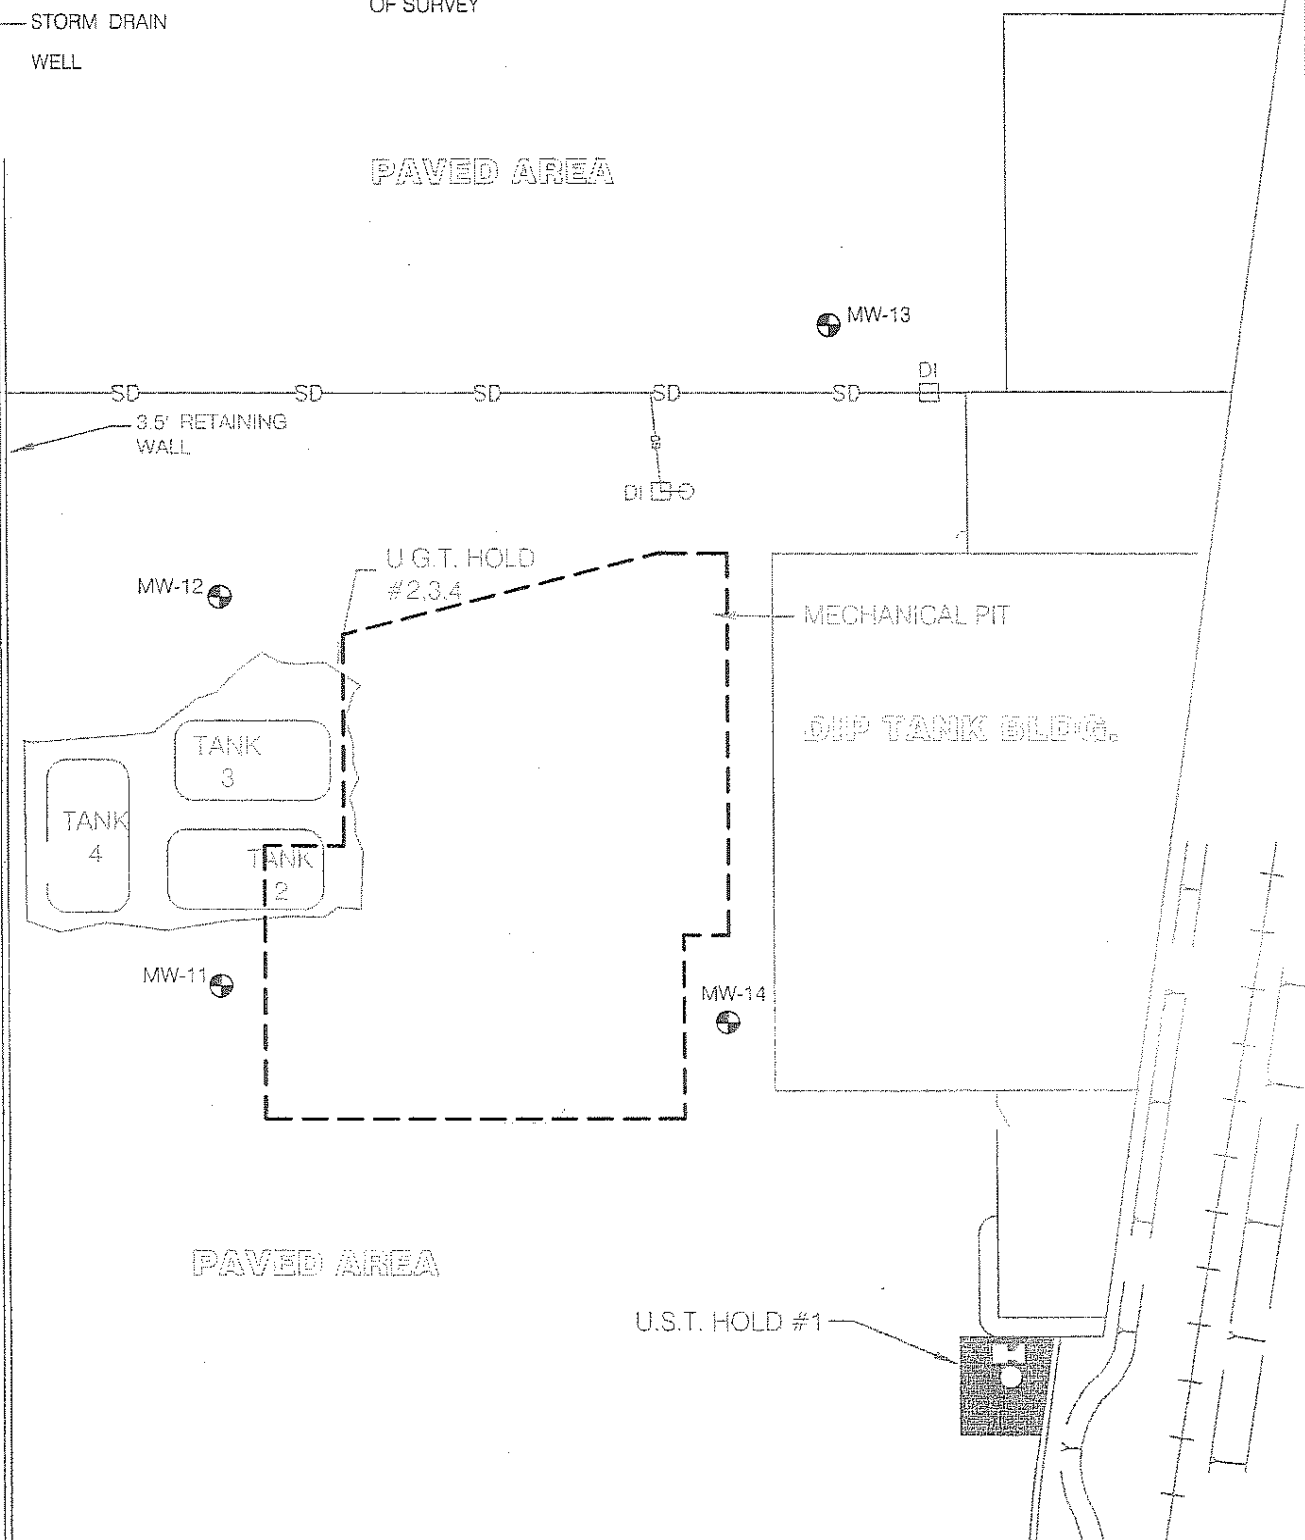 OF SURVEY
STORM DRAIN
WELL
PAVED AREA
MW-13
DI
SD SD SD SD SD
3.5' RETAINING
WALL
DI
U G.T. HOLD
#2,3,4
MW-12
MECHANICAL PIT
DIP TANK BLDG.
TANK
3
TANK
4
TANK
2
MW-11
MW-14
PAVED AREA
U.S.T. HOLD #1